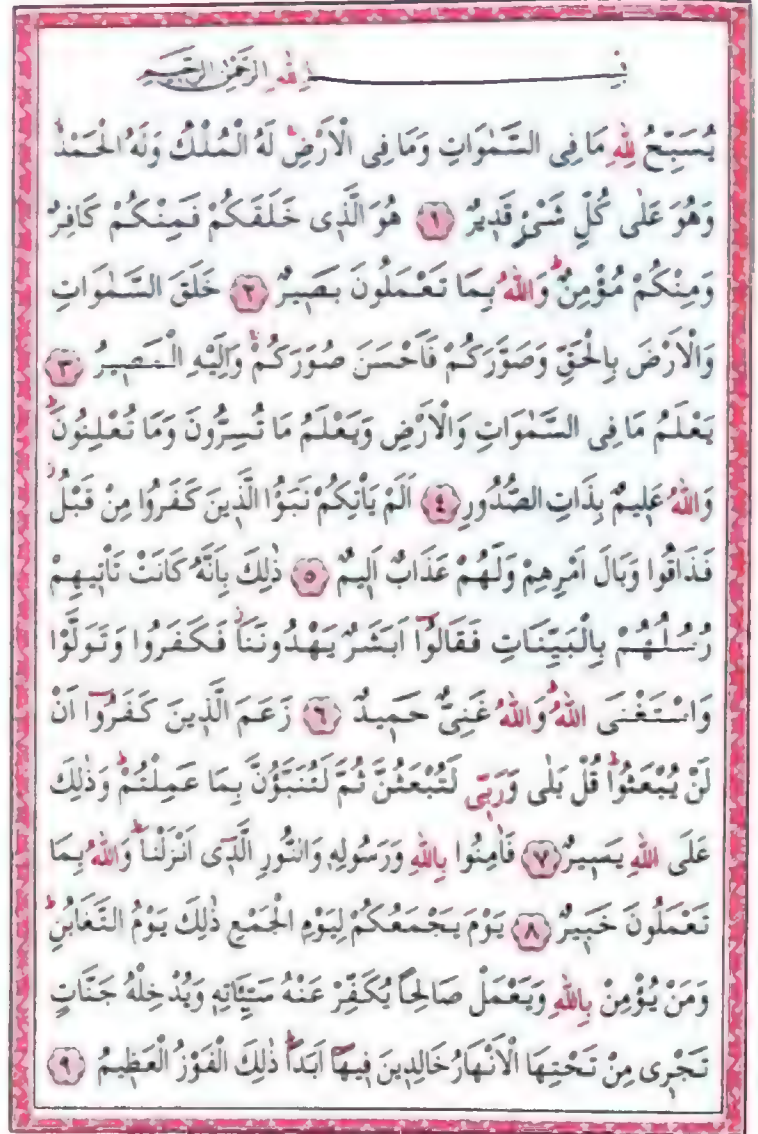 بِسْــــــــــــــمِ اللّٰهِ الرَّحْمٰنِ الرَّحٖيمِ
يُسَبِّحُ لِلّٰهِ مَا فِى السَّمٰوَاتِ وَمَا فِى الْاَرْضِۚ لَهُ الْمُلْكُ وَلَهُ الْحَمْدُۘ
وَهُوَ عَلٰى كُلِّ شَىْءٍ قَدٖيرٌ ﴿١﴾ هُوَ الَّذٖى خَلَقَكُمْ فَمِنْكُمْ كَافِرٌ
وَمِنْكُمْ مُؤْمِنٌؕ وَاللّٰهُ بِمَا تَعْمَلُونَ بَصٖيرٌ ﴿٢﴾ خَلَقَ السَّمٰوَاتِ
وَالْاَرْضَ بِالْحَقِّ وَصَوَّرَكُمْ فَاَحْسَنَ صُوَرَكُمْۚ وَاِلَيْهِ الْمَصٖيرُ ﴿٣﴾
يَعْلَمُ مَا فِى السَّمٰوَاتِ وَالْاَرْضِ وَيَعْلَمُ مَا تُسِرُّونَ وَمَا تُعْلِنُونَؕ
وَاللّٰهُ عَلٖيمٌ بِذَاتِ الصُّدُورِ ﴿٤﴾ اَلَمْ يَأْتِكُمْ نَبَؤُا الَّذٖينَ كَفَرُوا مِنْ قَبْلُؗ
فَذَاقُوا وَبَالَ اَمْرِهِمْ وَلَهُمْ عَذَابٌ اَلٖيمٌ ﴿٥﴾ ذٰلِكَ بِاَنَّهُ كَانَتْ تَأْتٖيهِمْ
رُسُلُهُمْ بِالْبَيِّنَاتِ فَقَالُٓوا اَبَشَرٌ يَهْدُونَنَاؗ فَكَفَرُوا وَتَوَلَّوْا
وَاسْتَغْنَى اللّٰهُؕ وَاللّٰهُ غَنِىٌّ حَمٖيدٌ ﴿٦﴾ زَعَمَ الَّذٖينَ كَفَرُٓوا اَنْ
لَنْ يُبْعَثُواؕ قُلْ بَلٰى وَرَبّٖى لَتُبْعَثُنَّ ثُمَّ لَتُنَبَّؤُنَّ بِمَا عَمِلْتُمْؕ وَذٰلِكَ
عَلَى اللّٰهِ يَسٖيرٌ ﴿٧﴾ فَاٰمِنُوا بِاللّٰهِ وَرَسُولِهٖ وَالنُّورِ الَّذٖٓى اَنْزَلْنَاؕ وَاللّٰهُ بِمَا
تَعْمَلُونَ خَبٖيرٌ ﴿٨﴾ يَوْمَ يَجْمَعُكُمْ لِيَوْمِ الْجَمْعِ ذٰلِكَ يَوْمُ التَّغَابُنِؕ
وَمَنْ يُؤْمِنْ بِاللّٰهِ وَيَعْمَلْ صَالِحًا يُكَفِّرْ عَنْهُ سَيِّـَٔاتِهٖ وَيُدْخِلْهُ جَنَّاتٍ
تَجْرٖى مِنْ تَحْتِهَا الْاَنْهَارُ خَالِدٖينَ فٖيهَٓا اَبَدًاؕ ذٰلِكَ الْفَوْزُ الْعَظٖيمُ ﴿٩﴾